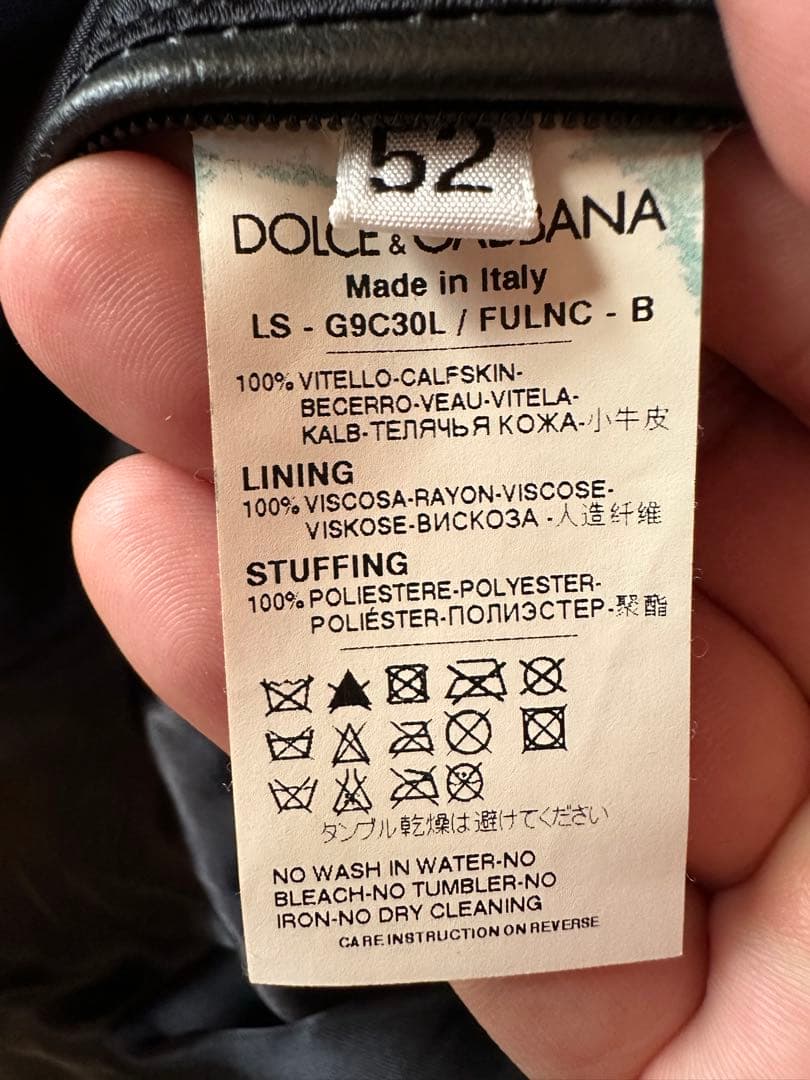 52
DOLCE & GABBANA
Made in Italy
LS - G9C30L / FULNC - B
100% VITELLO-CALFSKIN-
BECERRO-VEAU-VITELA-
KALB-ТЕЛЯЧЬЯ КОЖА-小牛皮
LINING
100% VISCOSA-RAYON-VISCOSE-
VISKOSE-ВИСКОЗА -人造纤维
STUFFING
100% POLIESTERE-POLYESTER-
POLIÉSTER-ПОЛИЭСТЕР-聚酯
タンブル乾燥は避けてください
NO WASH IN WATER-NO
BLEACH-NO TUMBLER-NO
IRON-NO DRY CLEANING
CARE INSTRUCTION ON REVERSE